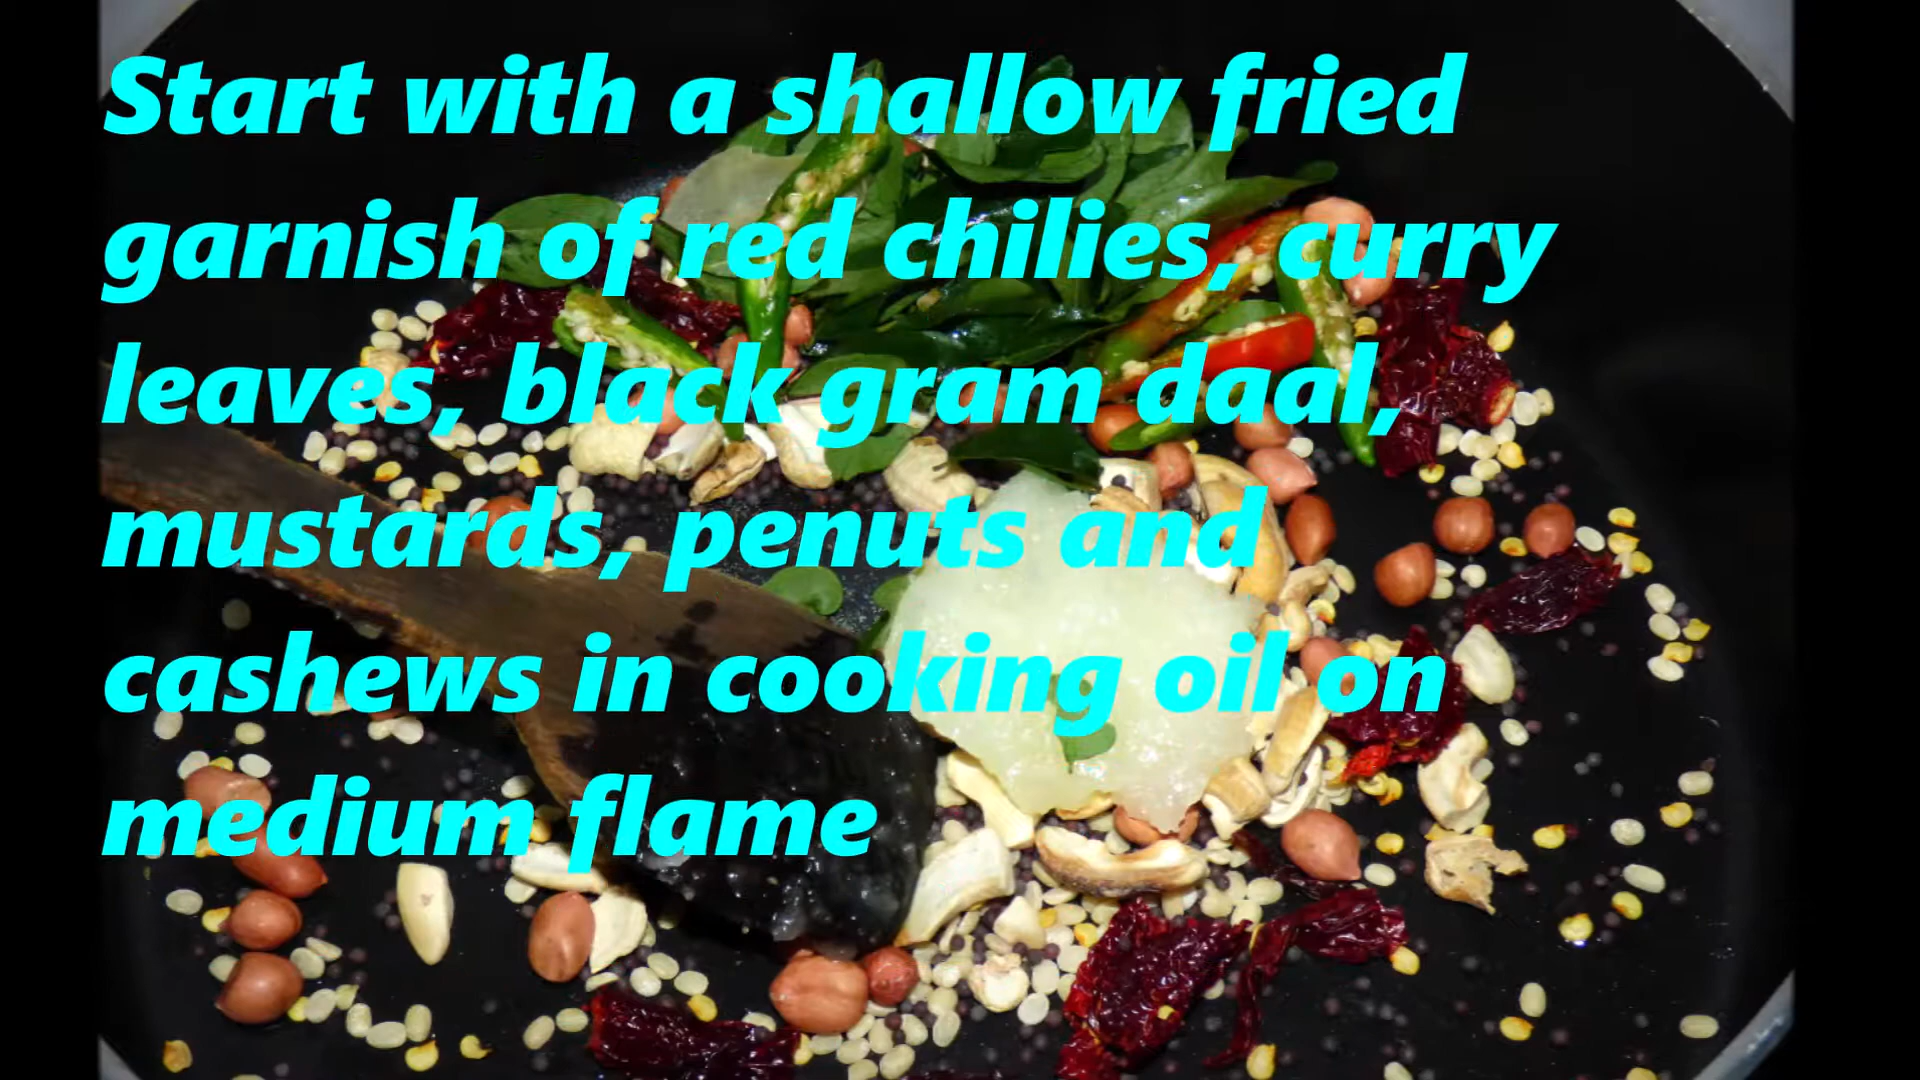 Start with a shallow fried
garnish of red chilies, curry
leaves, black gram daal,
mustards, penuts and
cashews in cooking oil on
medium flame